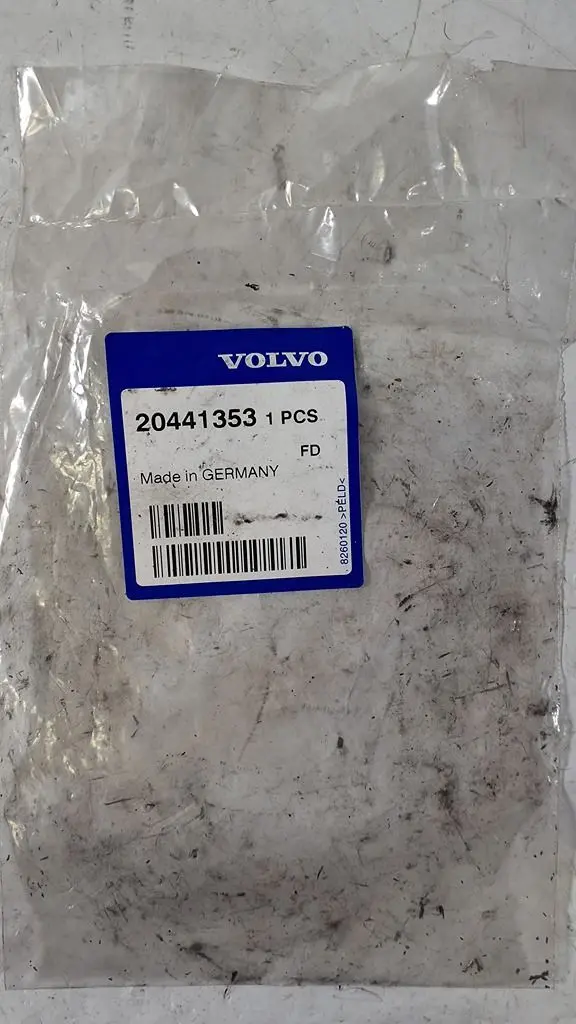 VOLVO
20441353 1 PCS
FD
Made in GERMANY
8260120 >PELD<